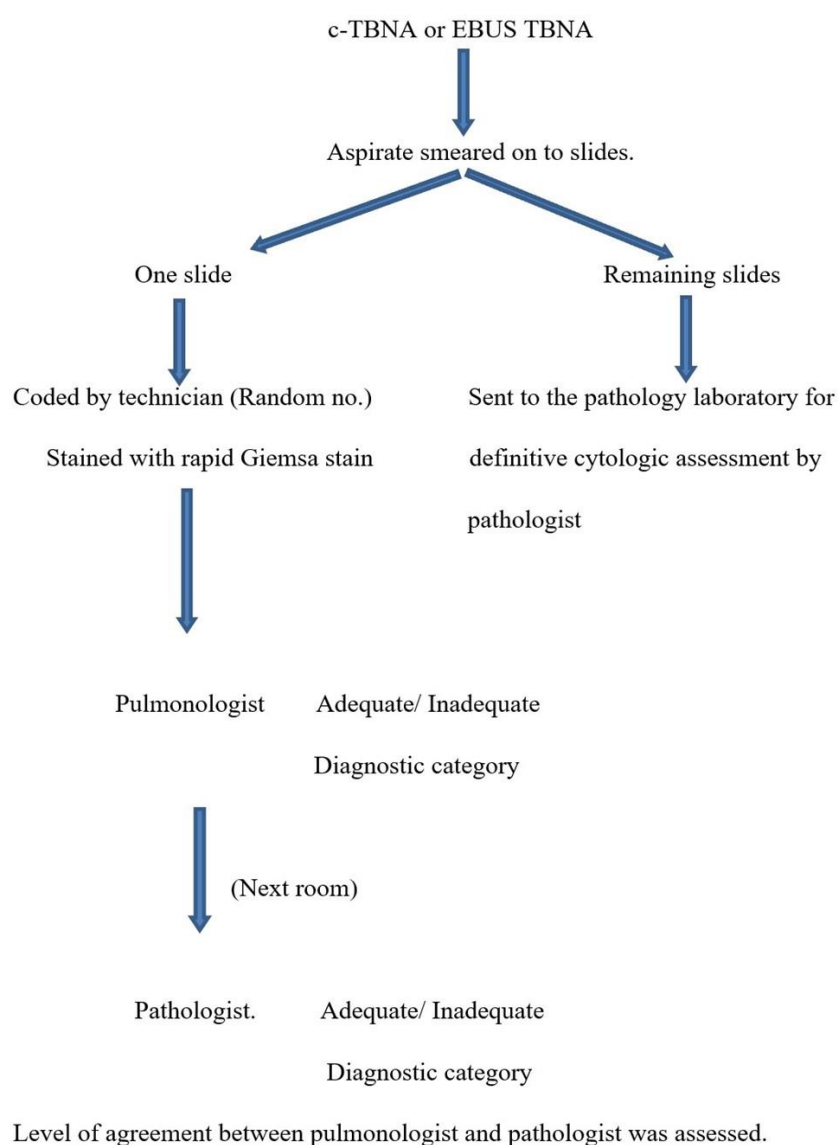 c-TBNA or EBUS TBNA
Aspirate smeared on to slides.
One slide
Remaining slides
Coded by technician (Random no.)
Stained with rapid Giemsa stain
Sent to the pathology laboratory for
definitive cytologic assessment by
pathologist
Pulmonologist Adequate/ Inadequate
Diagnostic category
(Next room)
Pathologist. Adequate/ Inadequate
Diagnostic category
Level of agreement between pulmonologist and pathologist was assessed.